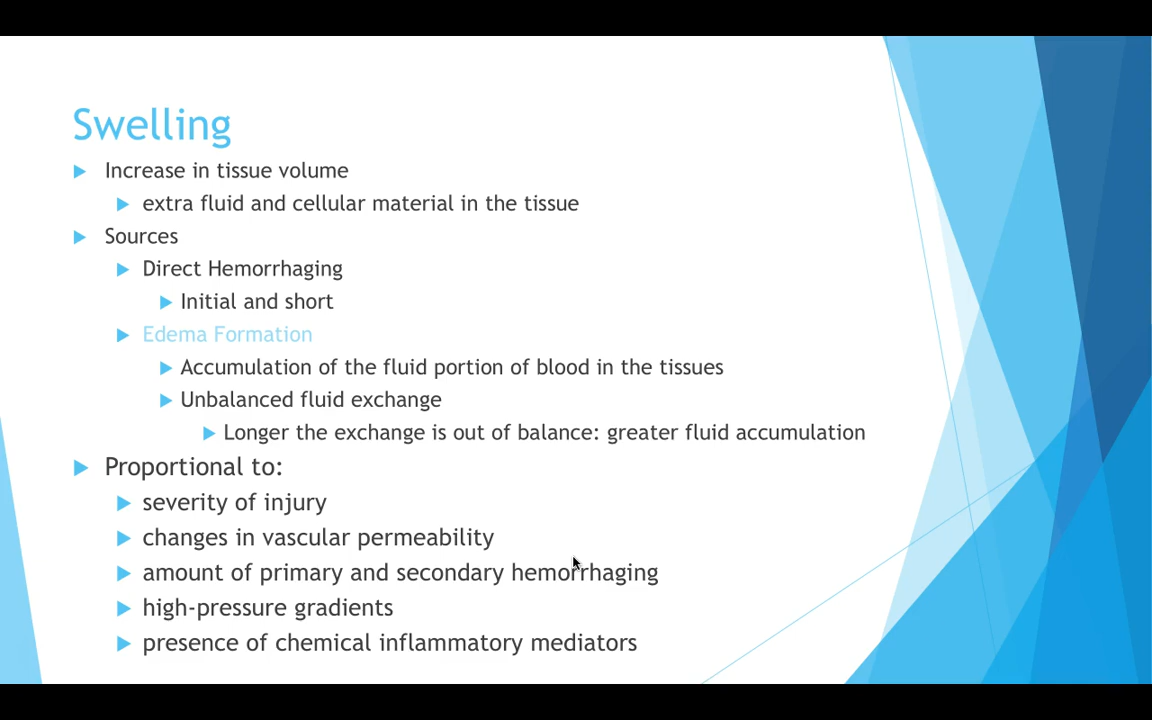 Swelling
Increase in tissue volume
extra fluid and cellular material in the tissue
Sources
Direct Hemorrhaging
Initial and short
Edema Formation
Accumulation of the fluid portion of blood in the tissues
Unbalanced fluid exchange
Longer the exchange is out of balance: greater fluid accumulation
Proportional to:
severity of injury
changes in vascular permeability
amount of primary and secondary hemorrhaging
high-pressure gradients
presence of chemical inflammatory mediators